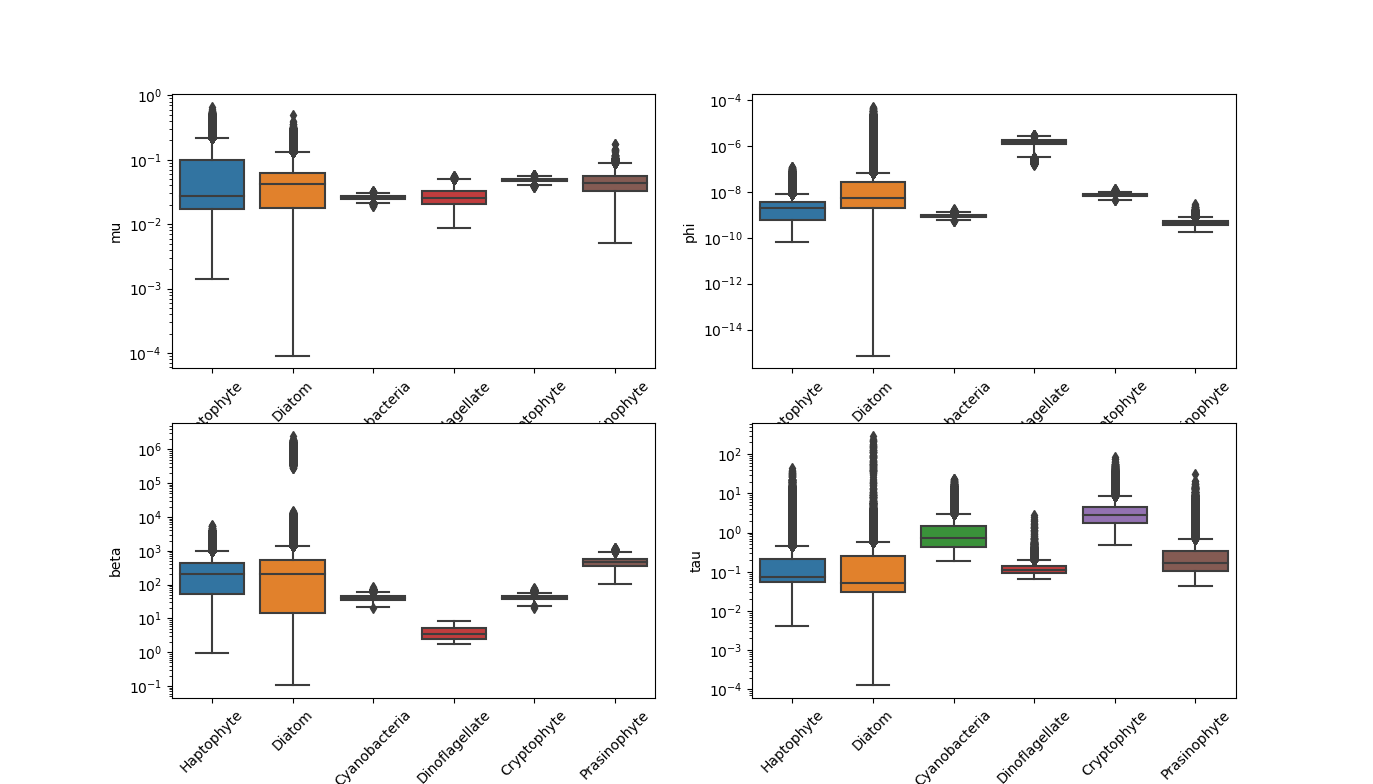 10^0
10^-1
10^-2
10^-3
10^-4
mu
Diatom
10^-4
10^-6
10^-8
10^-10
10^-12
10^-14
phi
Diatom
10^6
10^5
10^4
10^3
10^2
10^1
10^0
10^-1
beta
Haptophyte
Diatom
Cyanobacteria
Dinoflagellate
Cryptophyte
Prasinophyte
10^2
10^1
10^0
10^-1
10^-2
10^-3
10^-4
tau
Haptophyte
Diatom
Cyanobacteria
Dinoflagellate
Cryptophyte
Prasinophyte